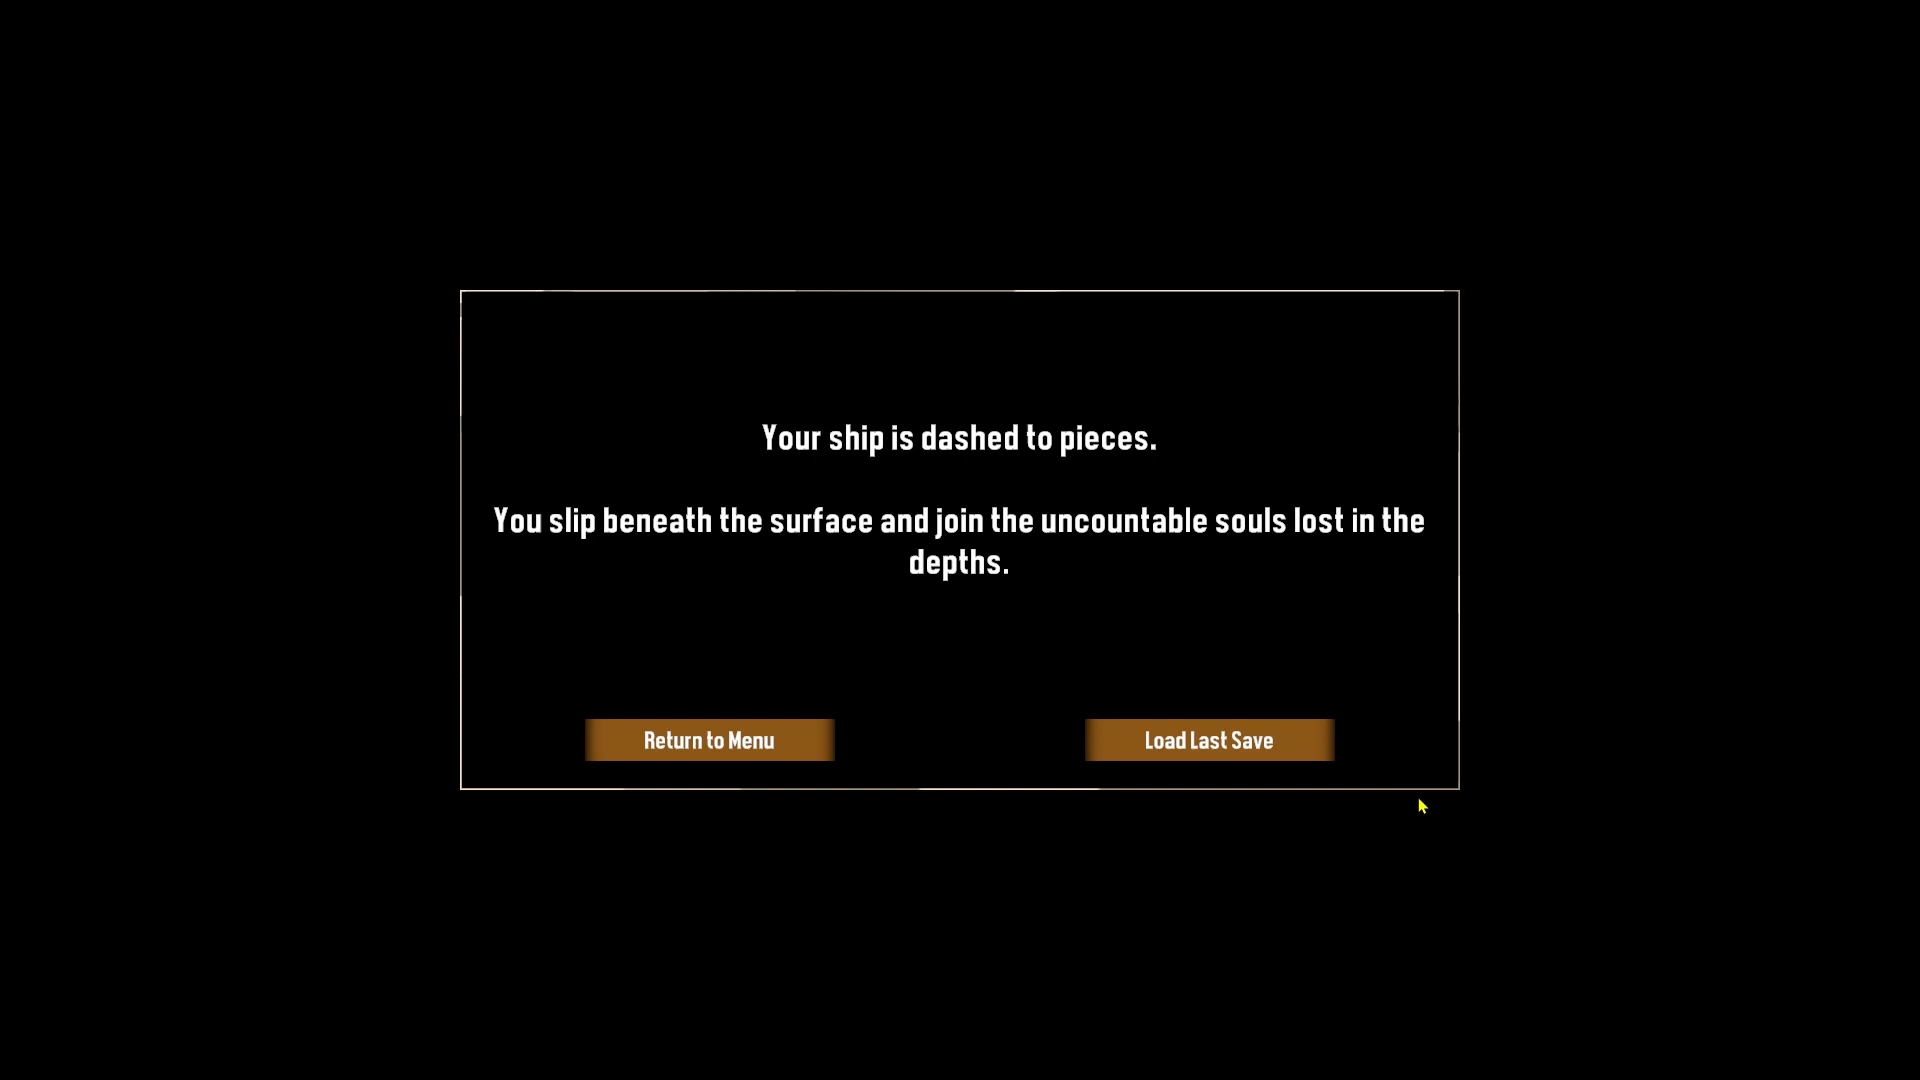 Your ship is dashed to pieces.
You slip beneath the surface and join the uncountable souls lost in the
depths.
Return to Menu
Load Last Save